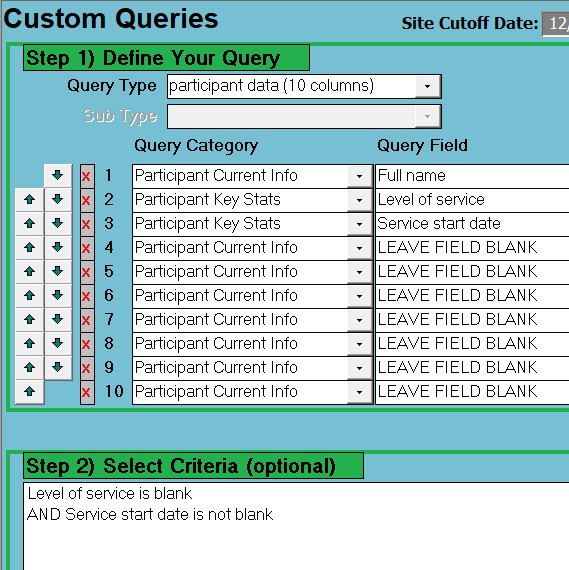 Custom Queries
Site Cutoff Date: 12/
Step 1) Define Your Query
Query Type participant data (10 columns)
Sub Type
Query Category Query Field
x 1 Participant Current Info Full name
x 2 Participant Key Stats Level of service
x 3 Participant Key Stats Service start date
x 4 Participant Current Info LEAVE FIELD BLANK
x 5 Participant Current Info LEAVE FIELD BLANK
x 6 Participant Current Info LEAVE FIELD BLANK
x 7 Participant Current Info LEAVE FIELD BLANK
x 8 Participant Current Info LEAVE FIELD BLANK
x 9 Participant Current Info LEAVE FIELD BLANK
x 10 Participant Current Info LEAVE FIELD BLANK
Step 2) Select Criteria (optional)
Level of service is blank
AND Service start date is not blank